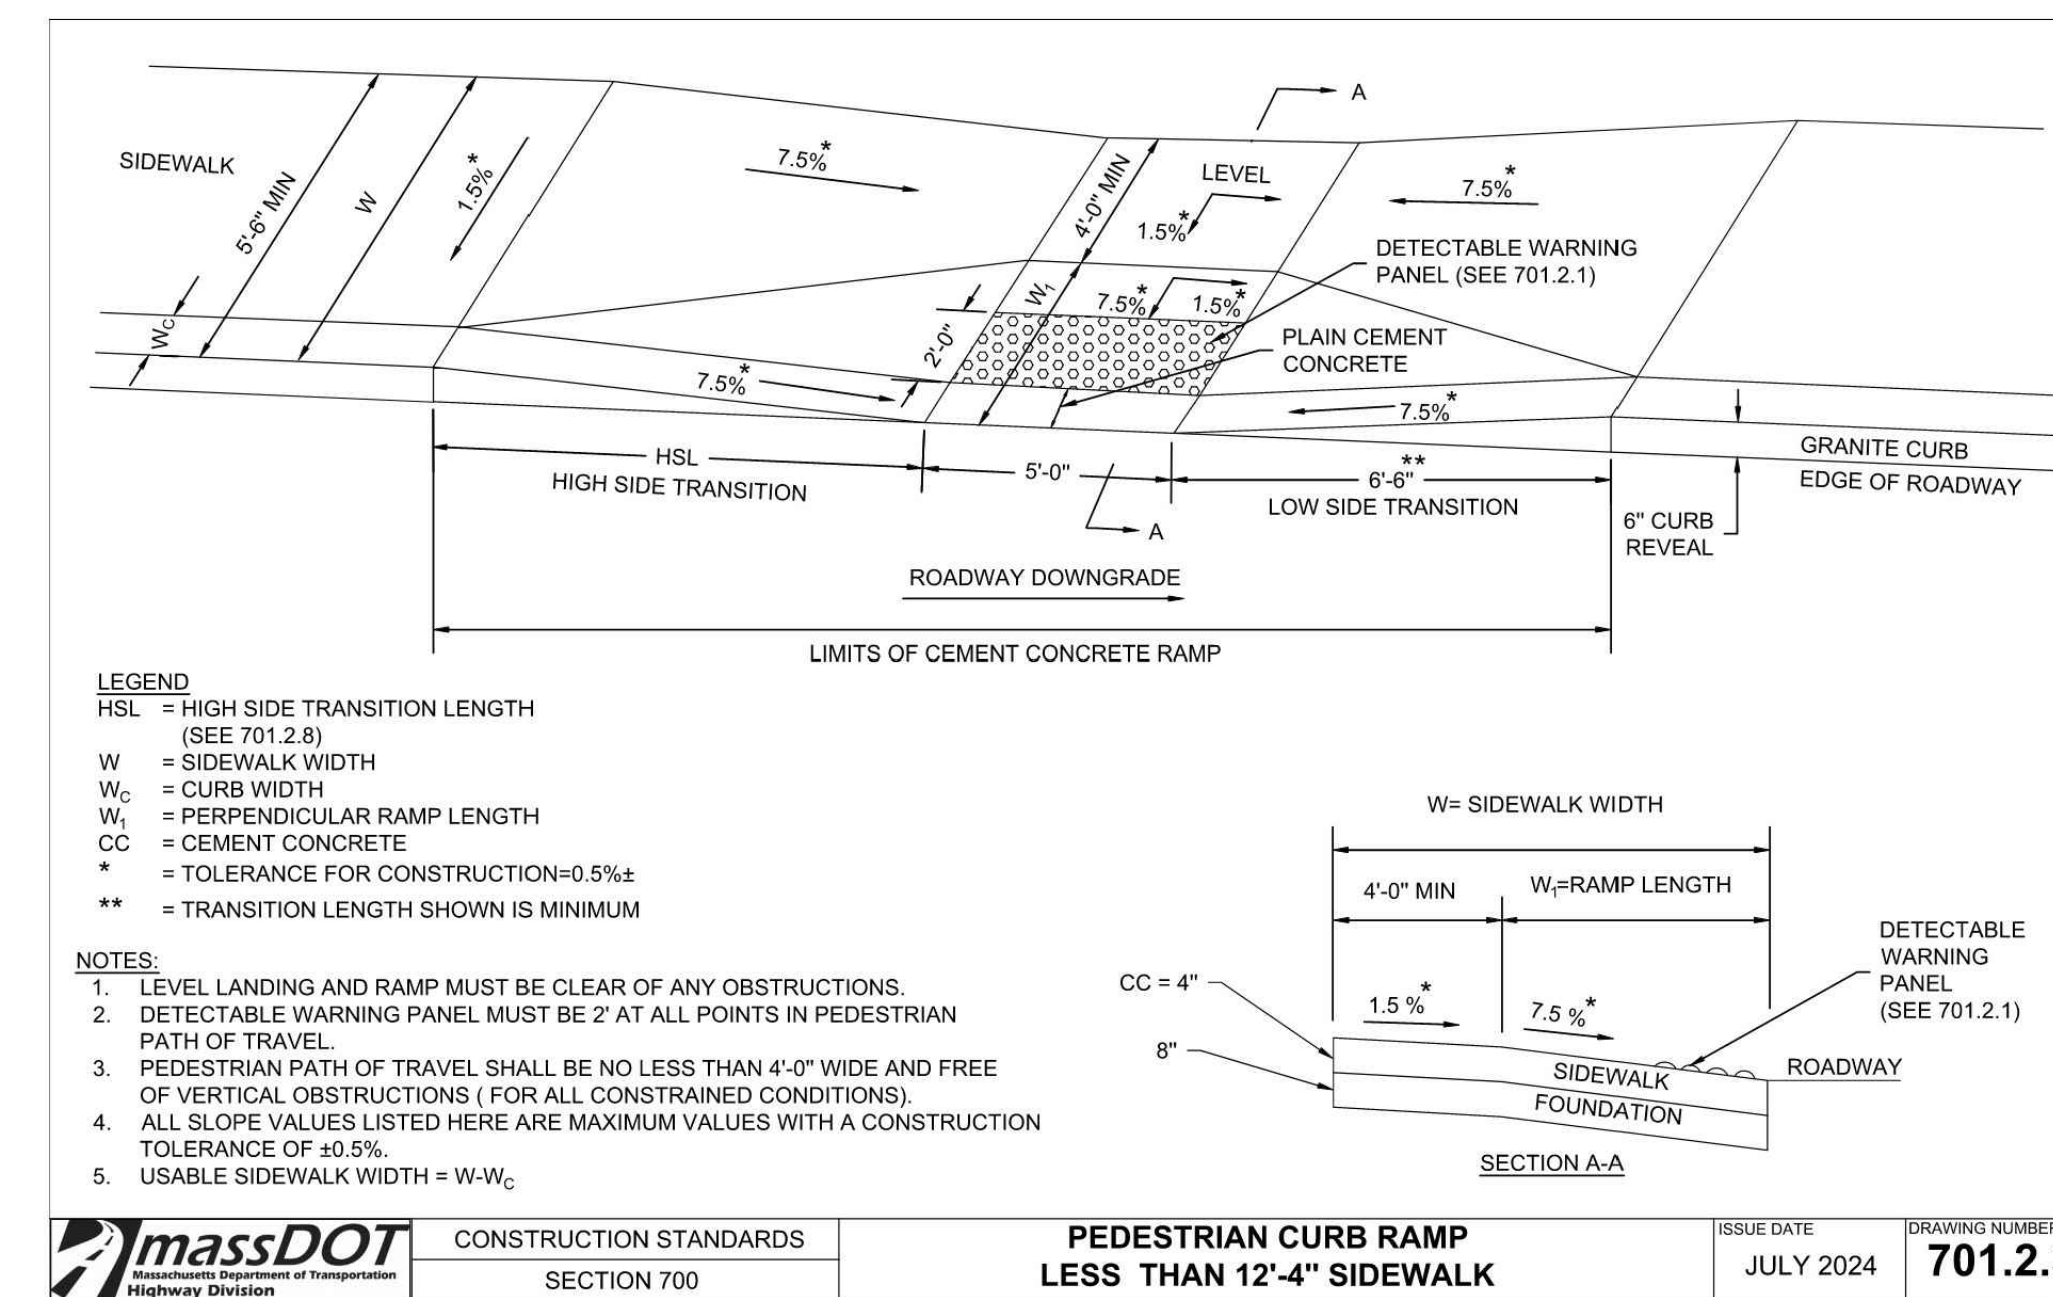 A
SIDEWALK
5'-6" MIN
W
1.5%*
7.5%*
4'-0" MIN
LEVEL
1.5%*
7.5%*
DETECTABLE WARNING
PANEL (SEE 701.2.1)
W1
7.5%*
1.5%*
WC
2'-0"
PLAIN CEMENT
CONCRETE
7.5%*
7.5%*
HSL
HIGH SIDE TRANSITION
5'-0"
**
6'-6"
LOW SIDE TRANSITION
GRANITE CURB
EDGE OF ROADWAY
A
6" CURB
REVEAL
ROADWAY DOWNGRADE
LIMITS OF CEMENT CONCRETE RAMP
LEGEND
HSL = HIGH SIDE TRANSITION LENGTH
(SEE 701.2.8)
W = SIDEWALK WIDTH
WC = CURB WIDTH
W1 = PERPENDICULAR RAMP LENGTH
CC = CEMENT CONCRETE
* = TOLERANCE FOR CONSTRUCTION=0.5%±
** = TRANSITION LENGTH SHOWN IS MINIMUM
NOTES:
1. LEVEL LANDING AND RAMP MUST BE CLEAR OF ANY OBSTRUCTIONS.
2. DETECTABLE WARNING PANEL MUST BE 2' AT ALL POINTS IN PEDESTRIAN
PATH OF TRAVEL.
3. PEDESTRIAN PATH OF TRAVEL SHALL BE NO LESS THAN 4'-0" WIDE AND FREE
OF VERTICAL OBSTRUCTIONS ( FOR ALL CONSTRAINED CONDITIONS).
4. ALL SLOPE VALUES LISTED HERE ARE MAXIMUM VALUES WITH A CONSTRUCTION
TOLERANCE OF ±0.5%.
5. USABLE SIDEWALK WIDTH = W-WC
W= SIDEWALK WIDTH
4'-0" MIN
W1=RAMP LENGTH
DETECTABLE
WARNING
PANEL
(SEE 701.2.1)
CC = 4"
1.5 %*
7.5 %*
8"
SIDEWALK
ROADWAY
FOUNDATION
SECTION A-A
massDOT
Massachusetts Department of Transportation
Highway Division
CONSTRUCTION STANDARDS
SECTION 700
PEDESTRIAN CURB RAMP
LESS THAN 12'-4" SIDEWALK
ISSUE DATE
JULY 2024
DRAWING NUMBER
701.2.